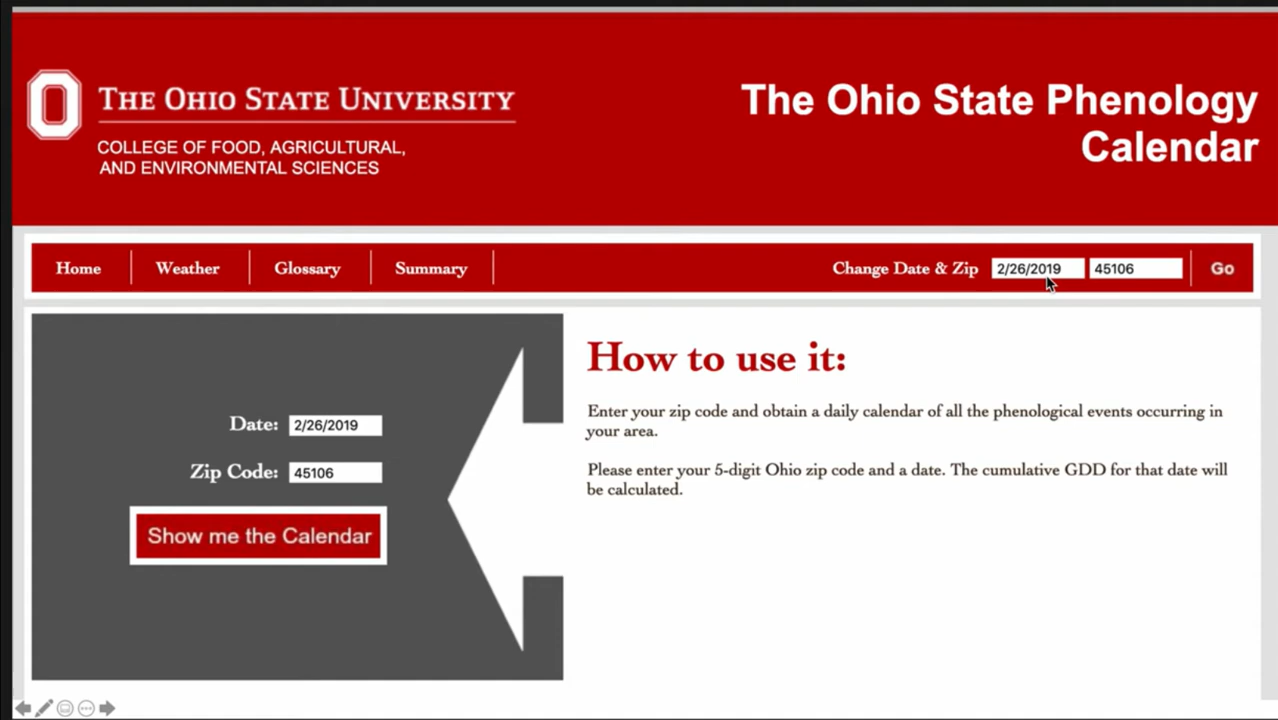 THE OHIO STATE UNIVERSITY
COLLEGE OF FOOD, AGRICULTURAL,
AND ENVIRONMENTAL SCIENCES
The Ohio State Phenology
Calendar
Home Weather Glossary Summary Change Date & Zip 2/26/2019 45106 Go
Date: 2/26/2019
Zip Code: 45106
Show me the Calendar
How to use it:
Enter your zip code and obtain a daily calendar of all the phenological events occurring in
your area.
Please enter your 5-digit Ohio zip code and a date. The cumulative GDD for that date will
be calculated.